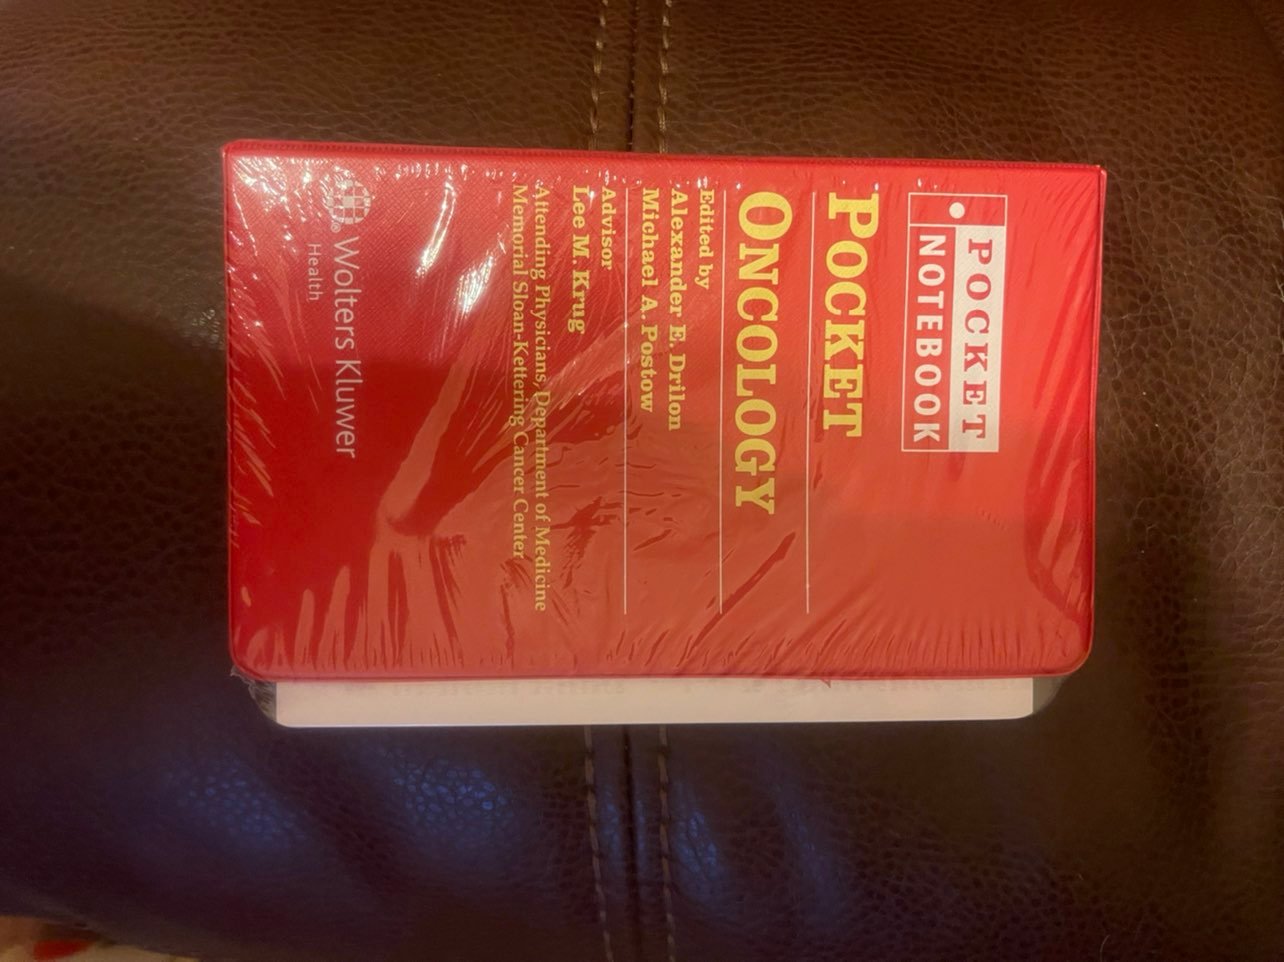 POCKET
NOTEBOOK
POCKET
ONCOLOGY
Edited by
Alexander E. Drilon
Michael A. Postow
Advisor
Lee M. Krug
Attending Physicians, Department of Medicine
Memorial Sloan-Kettering Cancer Center
Wolters Kluwer
Health